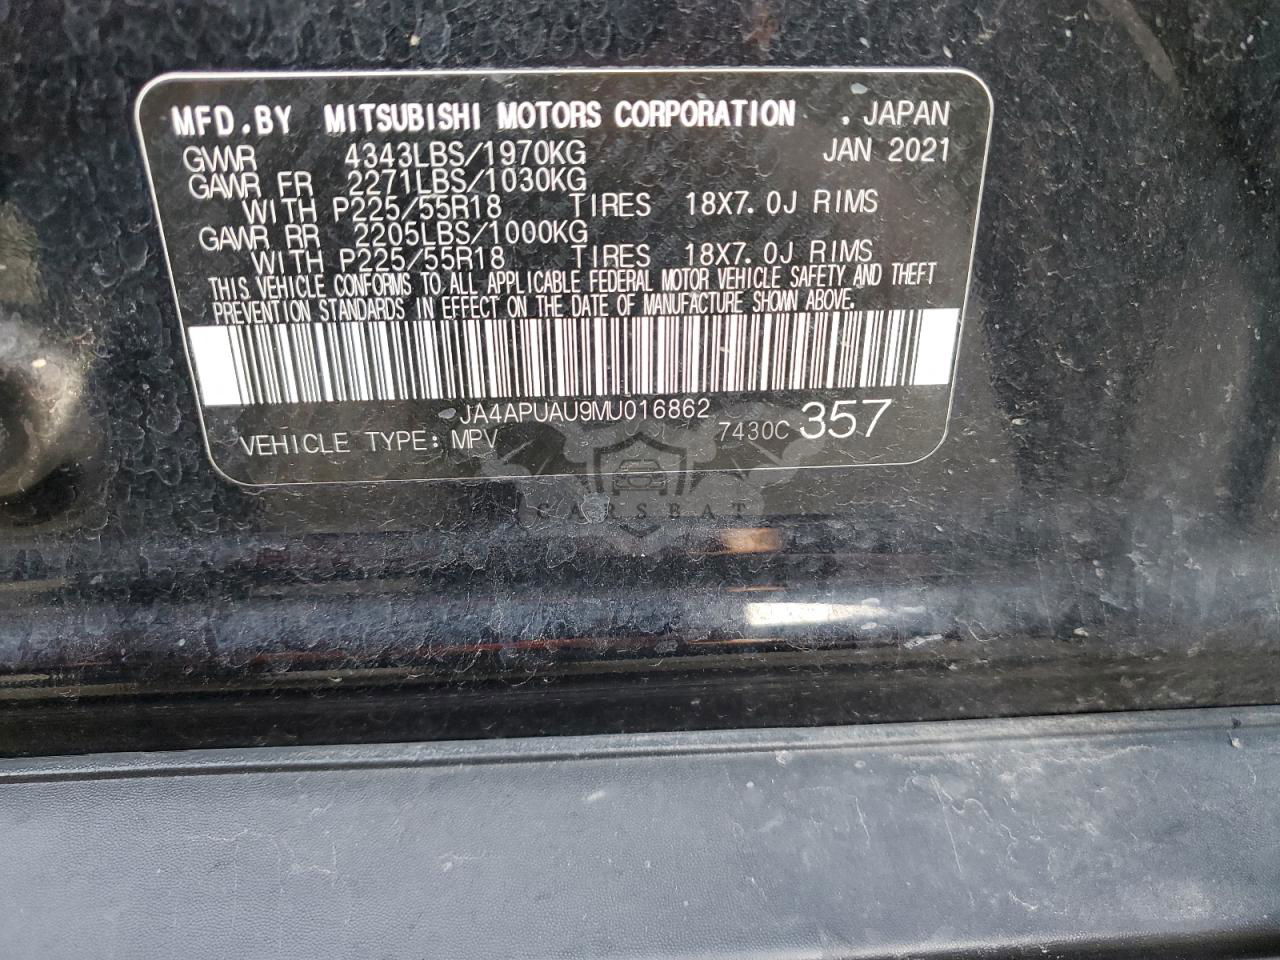 MFD.BY MITSUBISHI MOTORS CORPORATION . JAPAN
GVWR 4343LBS/1970KG JAN 2021
GAWR FR 2271LBS/1030KG
WITH P225/55R18 TIRES 18X7.0J RIMS
GAWR RR 2205LBS/1000KG
WITH P225/55R18 TIRES 18X7.0J RIMS
THIS VEHICLE CONFORMS TO ALL APPLICABLE FEDERAL MOTOR VEHICLE SAFETY AND THEFT
PREVENTION STANDARDS IN EFFECT ON THE DATE OF MANUFACTURE SHOWN ABOVE.
JA4APUAU9MU016862
VEHICLE TYPE: MPV 7430C 357
CARSBAT